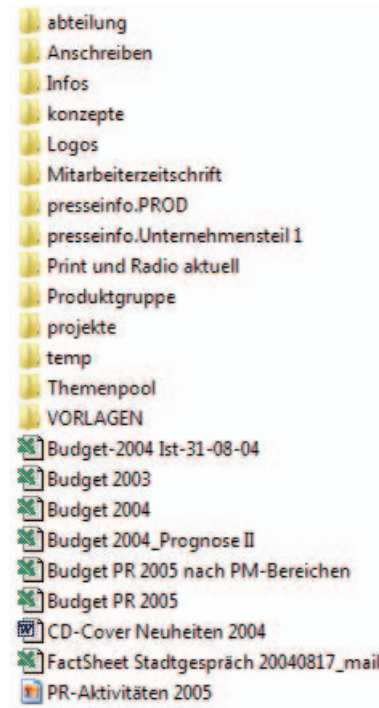 abteilung
Anschreiben
Infos
konzepte
Logos
Mitarbeiterzeitschrift
presseinfo.PROD
presseinfo.Unternehmensteil 1
Print und Radio aktuell
Produktgruppe
projekte
temp
Themenpool
VORLAGEN
Budget-2004 Ist-31-08-04
Budget 2003
Budget 2004
Budget 2004_Prognose II
Budget PR 2005 nach PM-Bereichen
Budget PR 2005
CD-Cover Neuheiten 2004
FactSheet Stadtgespräch 20040817_mail
PR-Aktivitäten 2005